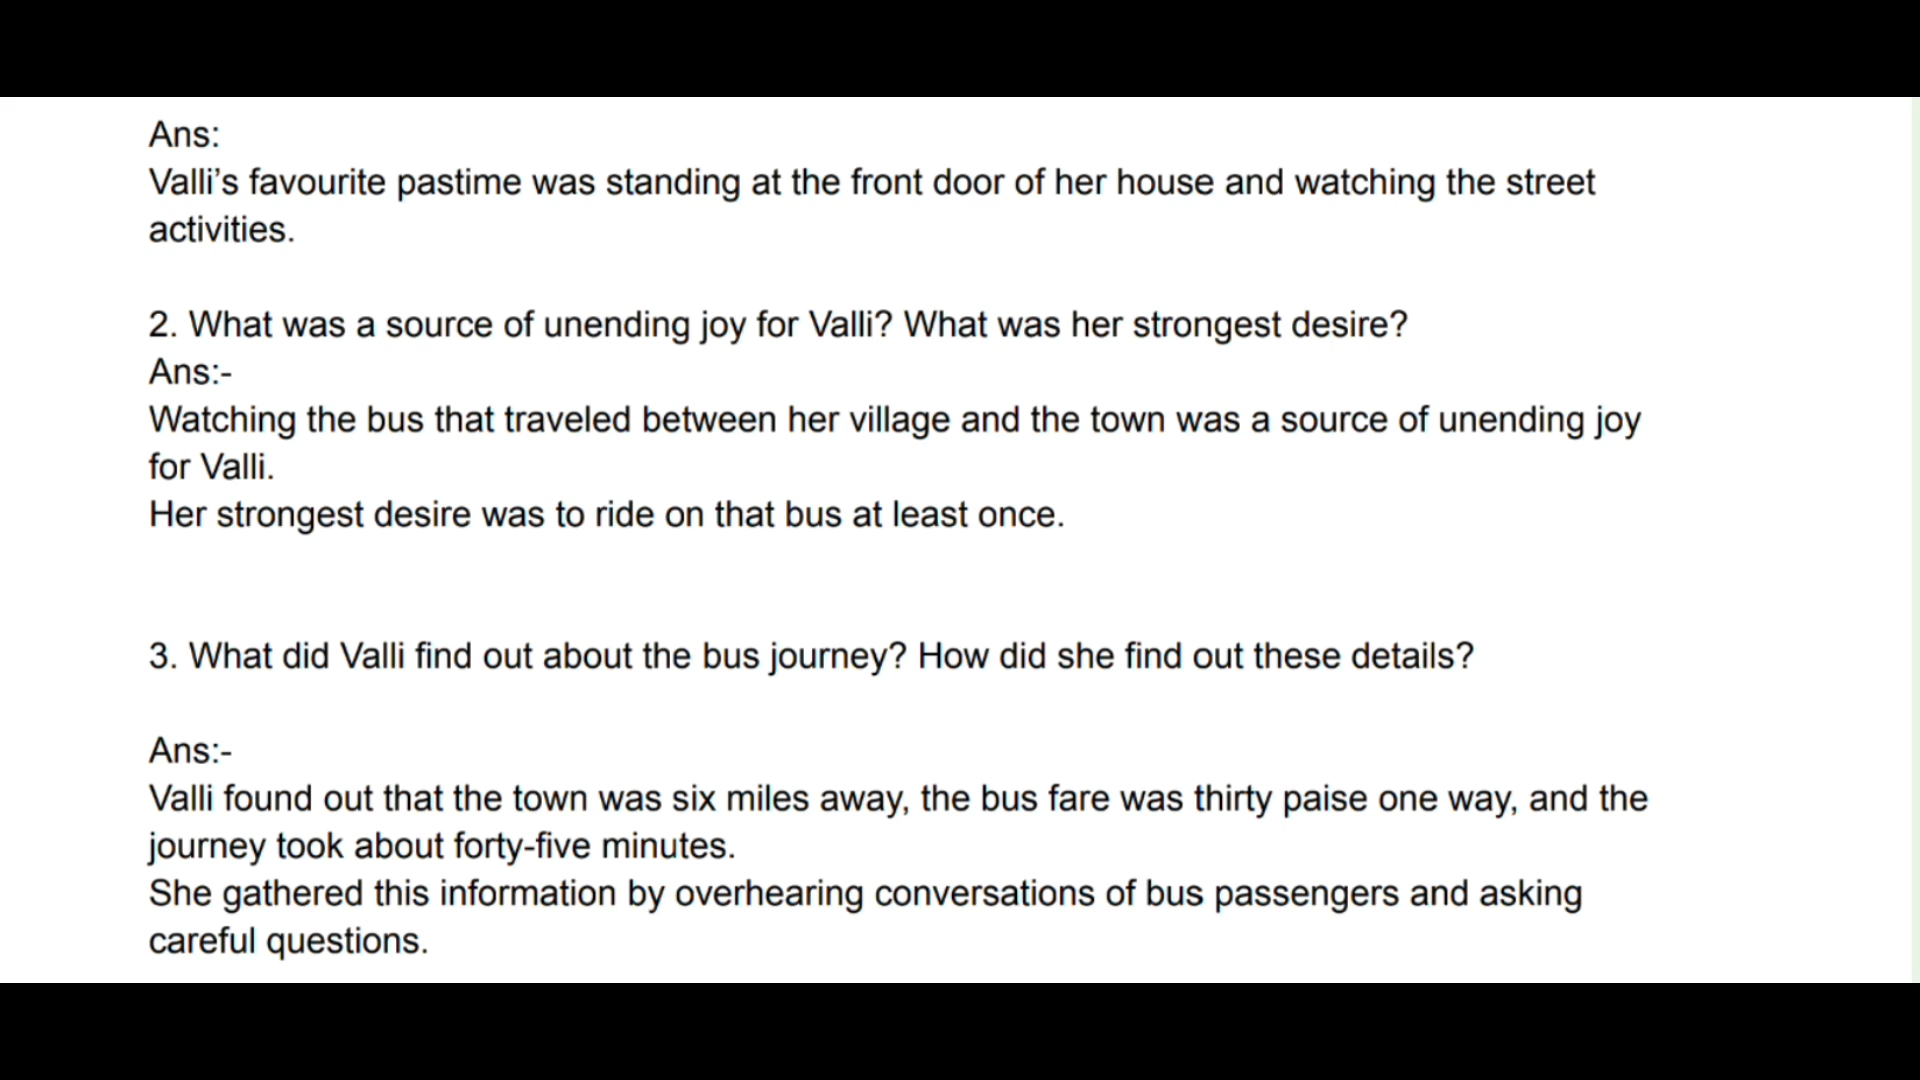 Ans:
Valli’s favourite pastime was standing at the front door of her house and watching the street
activities.
2. What was a source of unending joy for Valli? What was her strongest desire?
Ans:-
Watching the bus that traveled between her village and the town was a source of unending joy
for Valli.
Her strongest desire was to ride on that bus at least once.
3. What did Valli find out about the bus journey? How did she find out these details?
Ans:-
Valli found out that the town was six miles away, the bus fare was thirty paise one way, and the
journey took about forty-five minutes.
She gathered this information by overhearing conversations of bus passengers and asking
careful questions.